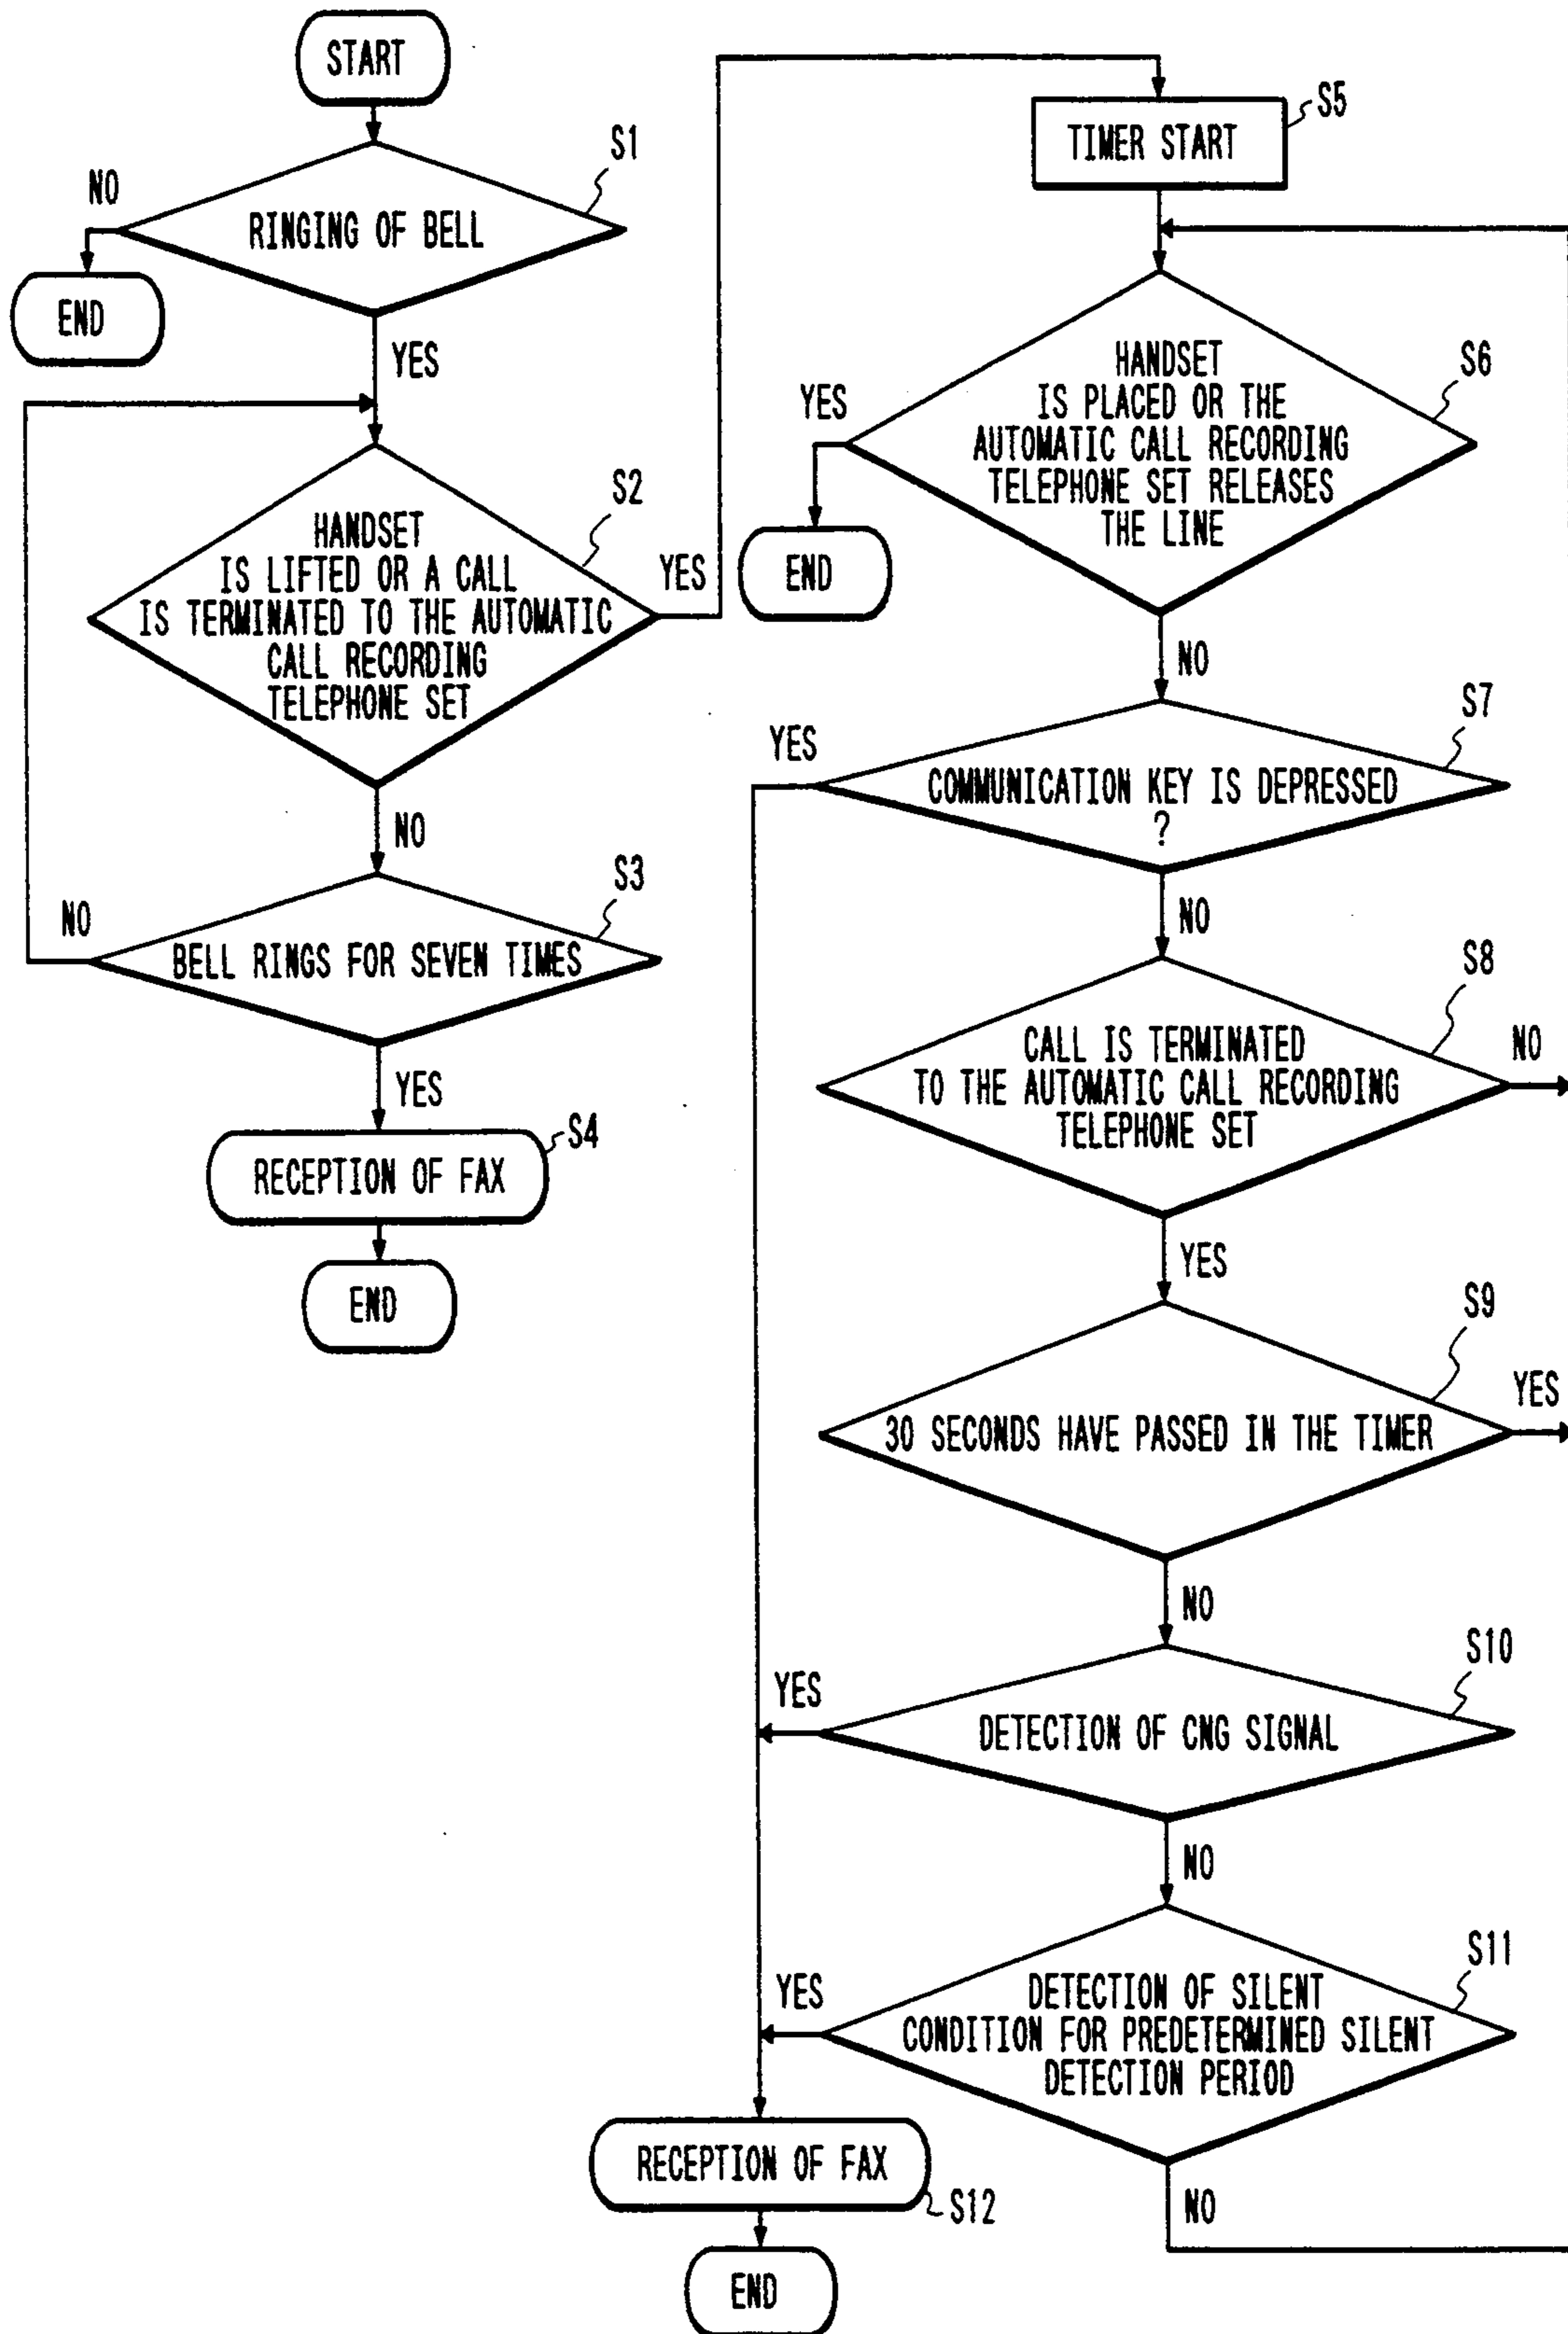 START
S1
NO
RINGING OF BELL
END
YES
S2
HANDSET
IS LIFTED OR A CALL
IS TERMINATED TO THE AUTOMATIC
CALL RECORDING
TELEPHONE SET
YES
NO
S3
NO
BELL RINGS FOR SEVEN TIMES
YES
S4
RECEPTION OF FAX
END
S5
TIMER START
S6
HANDSET
IS PLACED OR THE
AUTOMATIC CALL RECORDING
TELEPHONE SET RELEASES
THE LINE
YES
END
NO
S7
YES
COMMUNICATION KEY IS DEPRESSED
?
NO
S8
CALL IS TERMINATED
TO THE AUTOMATIC CALL RECORDING
TELEPHONE SET
NO
YES
S9
30 SECONDS HAVE PASSED IN THE TIMER
YES
NO
S10
YES
DETECTION OF CNG SIGNAL
NO
S11
YES
DETECTION OF SILENT
CONDITION FOR PREDETERMINED SILENT
DETECTION PERIOD
NO
RECEPTION OF FAX
S12
END